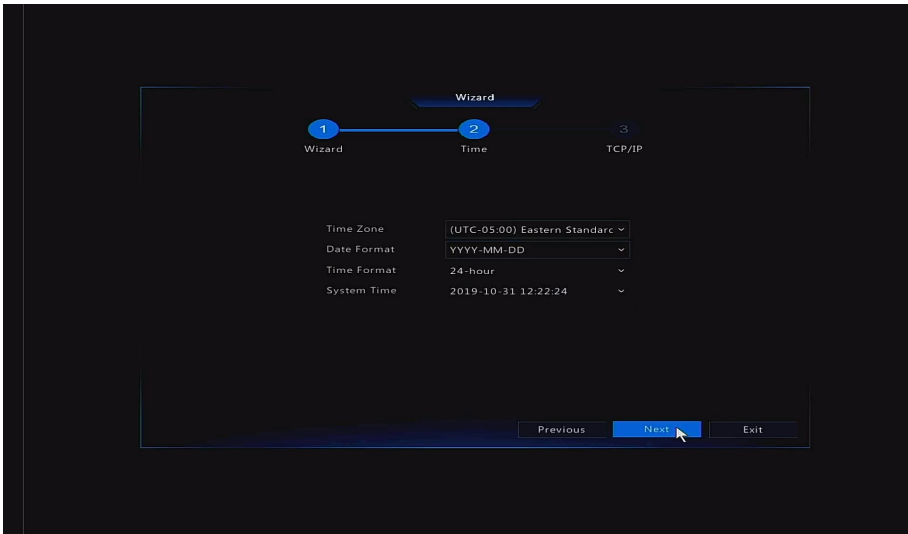 Wizard
1 2 3
Wizard Time TCP/IP
Time Zone (UTC-05:00) Eastern Standarc
Date Format YYYY-MM-DD
Time Format 24-hour
System Time 2019-10-31 12:22:24
Previous Next Exit